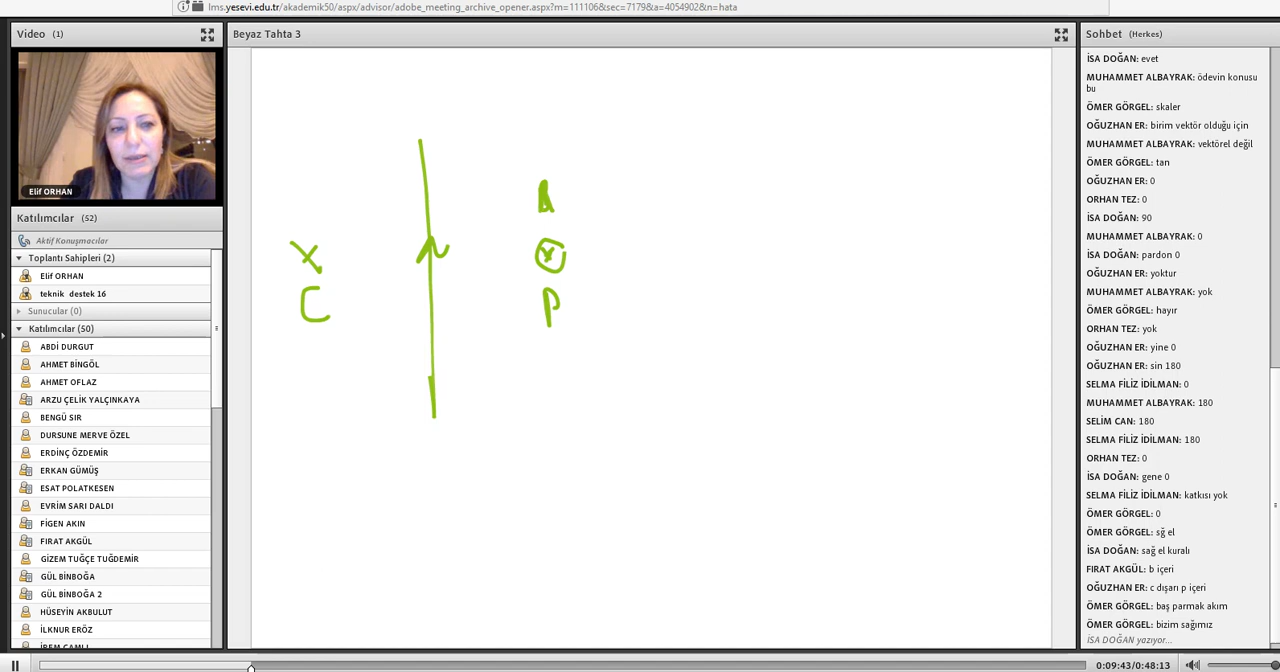 lms.yesevi.edu.tr/akademik50/aspx/advisor/adobe_meeting_archive_opener.aspx?m=111106&sec=7179&a=4054902&n=hata
Video (1)
Elif ORHAN
Katılımcılar (52)
Aktif Konuşmacılar
Toplantı Sahipleri (2)
Elif ORHAN
teknik destek 16
Sunucular (0)
Katılımcılar (50)
ABDİ DURGUT
AHMET BİNGÖL
AHMET OFLAZ
ARZU ÇELİK YALÇINKAYA
BENGÜ SIR
DURSUNE MERVE ÖZEL
ERDİNÇ ÖZDEMİR
ERKAN GÜMÜŞ
ESAT POLATKESEN
EVRİM SARI DALDI
FİGEN AKIN
FIRAT AKGÜL
GİZEM TUĞÇE TUĞDEMİR
GÜL BİNBOĞA
GÜL BİNBOĞA 2
HÜSEYİN AKBULUT
İLKNUR ERÖZ
İREM CAMLI
Beyaz Tahta 3
x
C
x
P
Sohbet (Herkes)
İSA DOĞAN: evet
MUHAMMET ALBAYRAK: ödevin konusu
bu
ÖMER GÖRGEL: skaler
OĞUZHAN ER: birim vektör olduğu için
MUHAMMET ALBAYRAK: vektörel değil
ÖMER GÖRGEL: tan
OĞUZHAN ER: 0
ORHAN TEZ: 0
İSA DOĞAN: 90
MUHAMMET ALBAYRAK: 0
İSA DOĞAN: pardon 0
OĞUZHAN ER: yoktur
MUHAMMET ALBAYRAK: yok
ÖMER GÖRGEL: hayır
ORHAN TEZ: yok
OĞUZHAN ER: yine 0
OĞUZHAN ER: sin 180
SELMA FİLİZ İDİLMAN: 0
MUHAMMET ALBAYRAK: 180
SELİM CAN: 180
SELMA FİLİZ İDİLMAN: 180
ORHAN TEZ: 0
İSA DOĞAN: gene 0
SELMA FİLİZ İDİLMAN: katkısı yok
ÖMER GÖRGEL: 0
ÖMER GÖRGEL: sğ el
İSA DOĞAN: sağ el kuralı
FIRAT AKGÜL: b içeri
OĞUZHAN ER: c dışarı p içeri
ÖMER GÖRGEL: baş parmak akım
ÖMER GÖRGEL: bizim sağımız
İSA DOĞAN yazıyor...
0:09:43/0:48:13